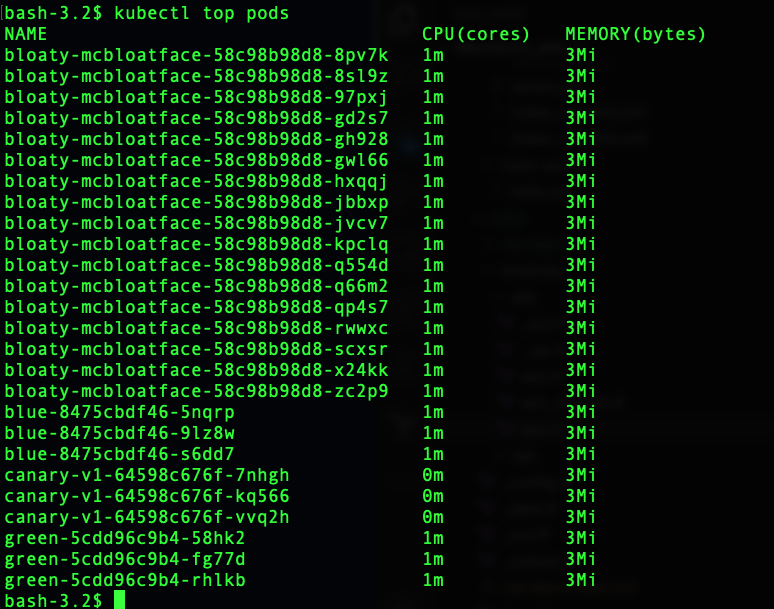 bash-3.2$ kubectl top pods
NAME CPU(cores) MEMORY(bytes)
bloaty-mcbloatface-58c98b98d8-8pv7k 1m 3Mi
bloaty-mcbloatface-58c98b98d8-8sl9z 1m 3Mi
bloaty-mcbloatface-58c98b98d8-97pxj 1m 3Mi
bloaty-mcbloatface-58c98b98d8-gd2s7 1m 3Mi
bloaty-mcbloatface-58c98b98d8-gh928 1m 3Mi
bloaty-mcbloatface-58c98b98d8-gwl66 1m 3Mi
bloaty-mcbloatface-58c98b98d8-hxqqj 1m 3Mi
bloaty-mcbloatface-58c98b98d8-jbbxp 1m 3Mi
bloaty-mcbloatface-58c98b98d8-jvcv7 1m 3Mi
bloaty-mcbloatface-58c98b98d8-kpclq 1m 3Mi
bloaty-mcbloatface-58c98b98d8-q554d 1m 3Mi
bloaty-mcbloatface-58c98b98d8-q66m2 1m 3Mi
bloaty-mcbloatface-58c98b98d8-qp4s7 1m 3Mi
bloaty-mcbloatface-58c98b98d8-rwwxc 1m 3Mi
bloaty-mcbloatface-58c98b98d8-scxsr 1m 3Mi
bloaty-mcbloatface-58c98b98d8-x24kk 1m 3Mi
bloaty-mcbloatface-58c98b98d8-zc2p9 1m 3Mi
blue-8475cbdf46-5nqrp 1m 3Mi
blue-8475cbdf46-9lz8w 1m 3Mi
blue-8475cbdf46-s6dd7 1m 3Mi
canary-v1-64598c676f-7nhgh 0m 3Mi
canary-v1-64598c676f-kq566 0m 3Mi
canary-v1-64598c676f-vvq2h 0m 3Mi
green-5cdd96c9b4-58hk2 1m 3Mi
green-5cdd96c9b4-fg77d 1m 3Mi
green-5cdd96c9b4-rhlkb 1m 3Mi
bash-3.2$